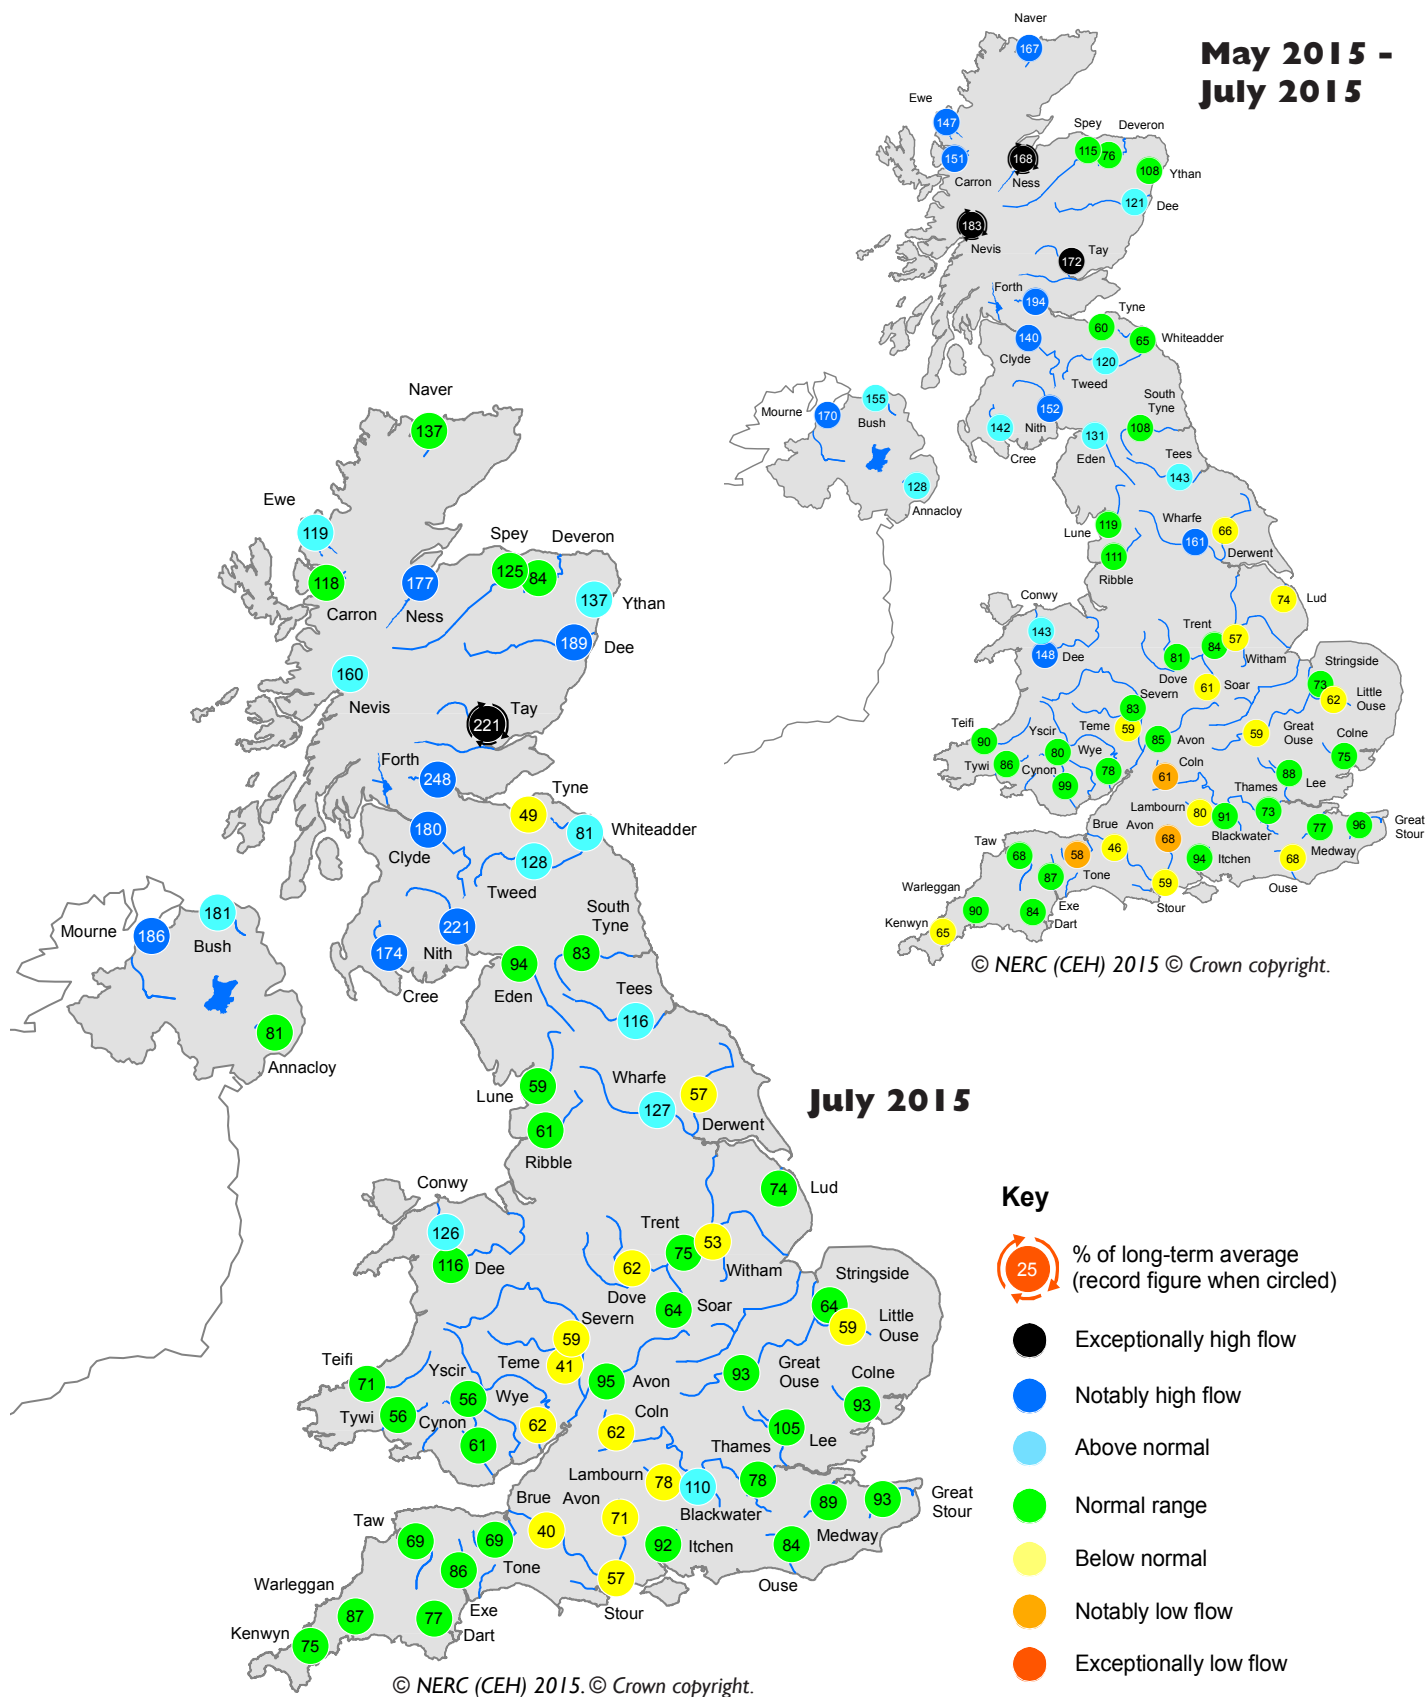 May 2015 -
July 2015
Naver
167
Ewe
147
151
Carron
168
Ness
Spey
Deveron
115
76
108
Ythan
121
Dee
183
Nevis
Tay
172
Forth
194
Tyne
60
65
Whiteadder
140
Clyde
120
Tweed
152
Nith
142
Cree
Mourne
170
155
Bush
128
Annacloy
South
Tyne
108
131
Eden
Tees
143
Lune
119
111
Ribble
Wharfe
161
66
Derwent
74
Lud
Conwy
143
148
Dee
Trent
84
57
Witham
81
Dove
61
Soar
Stringside
73
62
Little
Ouse
Severn
83
Teme
59
85
Avon
59
Great
Ouse
Colne
75
Teifi
90
Yscir
80
Wye
78
Tywi
86
Cynon
99
Coln
61
88
Lee
Thames
73
Lambourn
80
91
Blackwater
77
Medway
96
Great
Stour
Brue
46
Avon
68
94
Itchen
68
Ouse
Taw
68
58
Tone
87
Exe
59
Stour
Warleggan
90
84
Dart
Kenwyn
65
© NERC (CEH) 2015 © Crown copyright.
July 2015
Naver
137
Ewe
119
118
Carron
177
Ness
Spey
Deveron
125
84
137
Ythan
189
Dee
160
Nevis
Tay
221
Forth
248
Tyne
49
81
Whiteadder
180
Clyde
128
Tweed
221
Nith
174
Cree
Mourne
186
181
Bush
81
Annacloy
South
Tyne
83
94
Eden
Tees
116
Lune
59
61
Ribble
Wharfe
127
57
Derwent
74
Lud
Conwy
126
116
Dee
Trent
75
53
Witham
62
Dove
64
Soar
Stringside
64
59
Little
Ouse
Severn
59
Teme
41
95
Avon
93
Great
Ouse
Colne
93
Teifi
71
Yscir
56
Wye
62
Tywi
56
Cynon
61
Coln
62
105
Lee
Thames
78
Lambourn
78
110
Blackwater
89
Medway
93
Great
Stour
Brue
40
Avon
71
92
Itchen
84
Ouse
Taw
69
69
Tone
86
Exe
57
Stour
Warleggan
87
77
Dart
Kenwyn
75
© NERC (CEH) 2015. © Crown copyright.
Key
25
% of long-term average
(record figure when circled)
Exceptionally high flow
Notably high flow
Above normal
Normal range
Below normal
Notably low flow
Exceptionally low flow